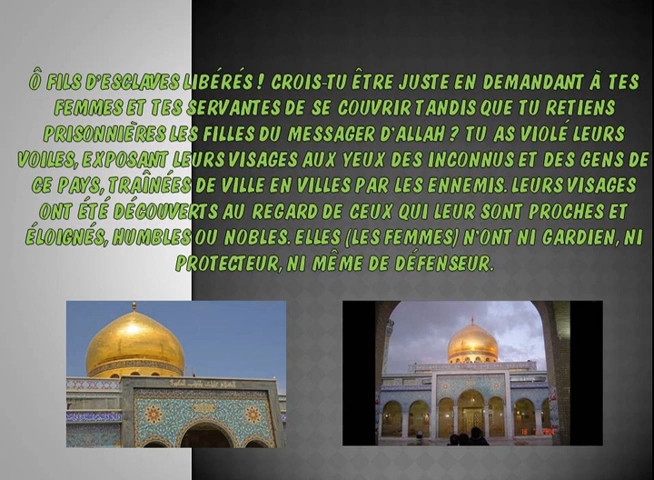 Ô FILS D'ESCLAVES LIBÉRÉS ! CROIS-TU ÊTRE JUSTE EN DEMANDANT À TES
FEMMES ET TES SERVANTES DE SE COUVRIR TANDIS QUE TU RETIENS
PRISONNIÈRES LES FILLES DU MESSAGER D'ALLAH ? TU AS VIOLÉ LEURS
VOILES, EXPOSANT LEURS VISAGES AUX YEUX DES INCONNUS ET DES GENS DE
CE PAYS, TRAÎNÉES DE VILLE EN VILLES PAR LES ENNEMIS. LEURS VISAGES
ONT ÉTÉ DÉCOUVERTS AU REGARD DE CEUX QUI LEUR SONT PROCHES ET
ÉLOIGNÉS, HUMBLES OU NOBLES. ELLES (LES FEMMES) N'ONT NI GARDIEN, NI
PROTECTEUR, NI MÊME DE DÉFENSEUR.